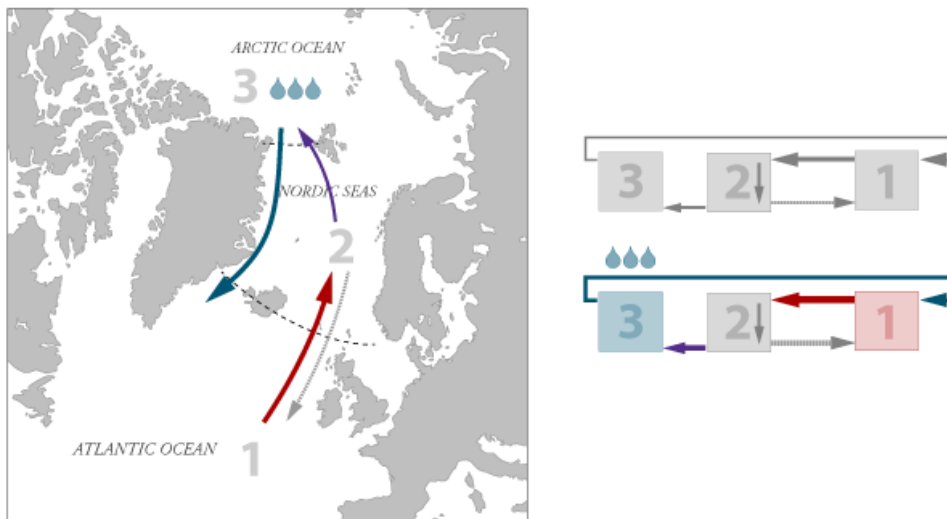 ARCTIC OCEAN
3
NORDIC SEAS
2
ATLANTIC OCEAN
1
3 2 1
3 2 1